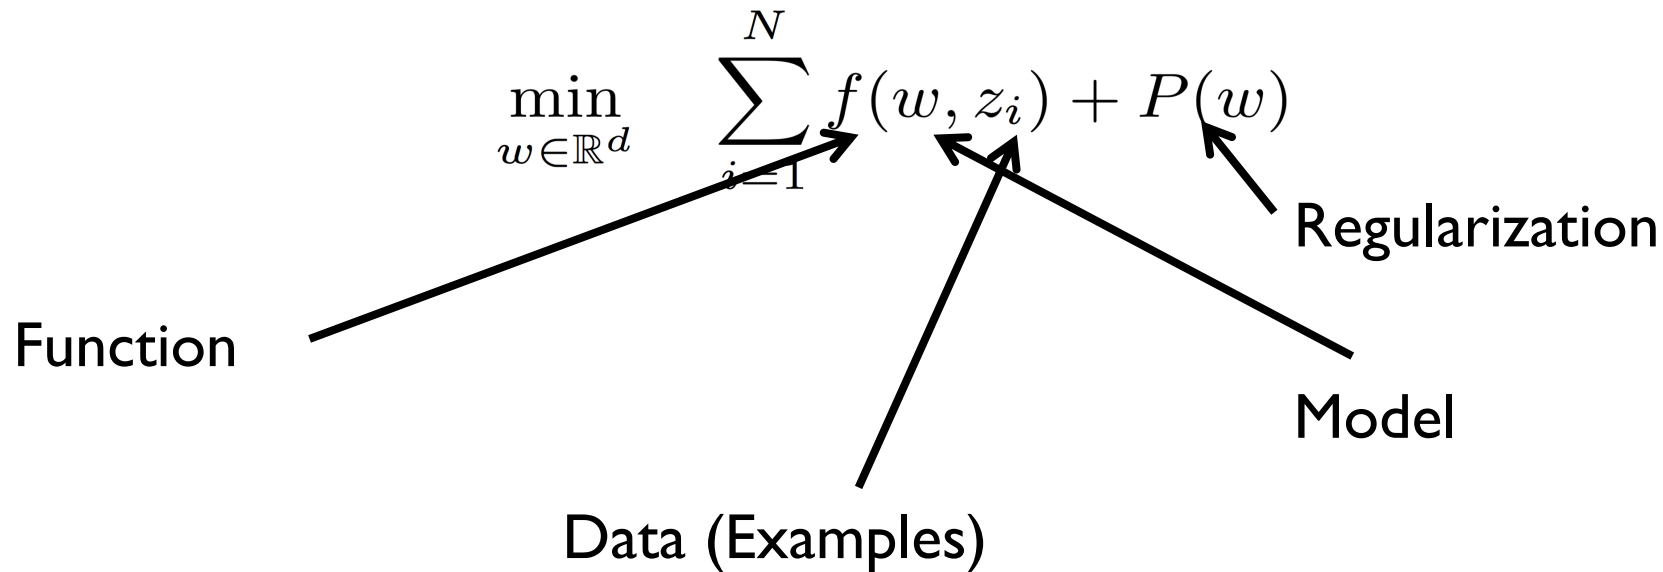 min_{w∈ℝ^d} ∑_{i=1}^{N} f(w, z_i) + P(w)
Regularization
Function
Model
Data (Examples)